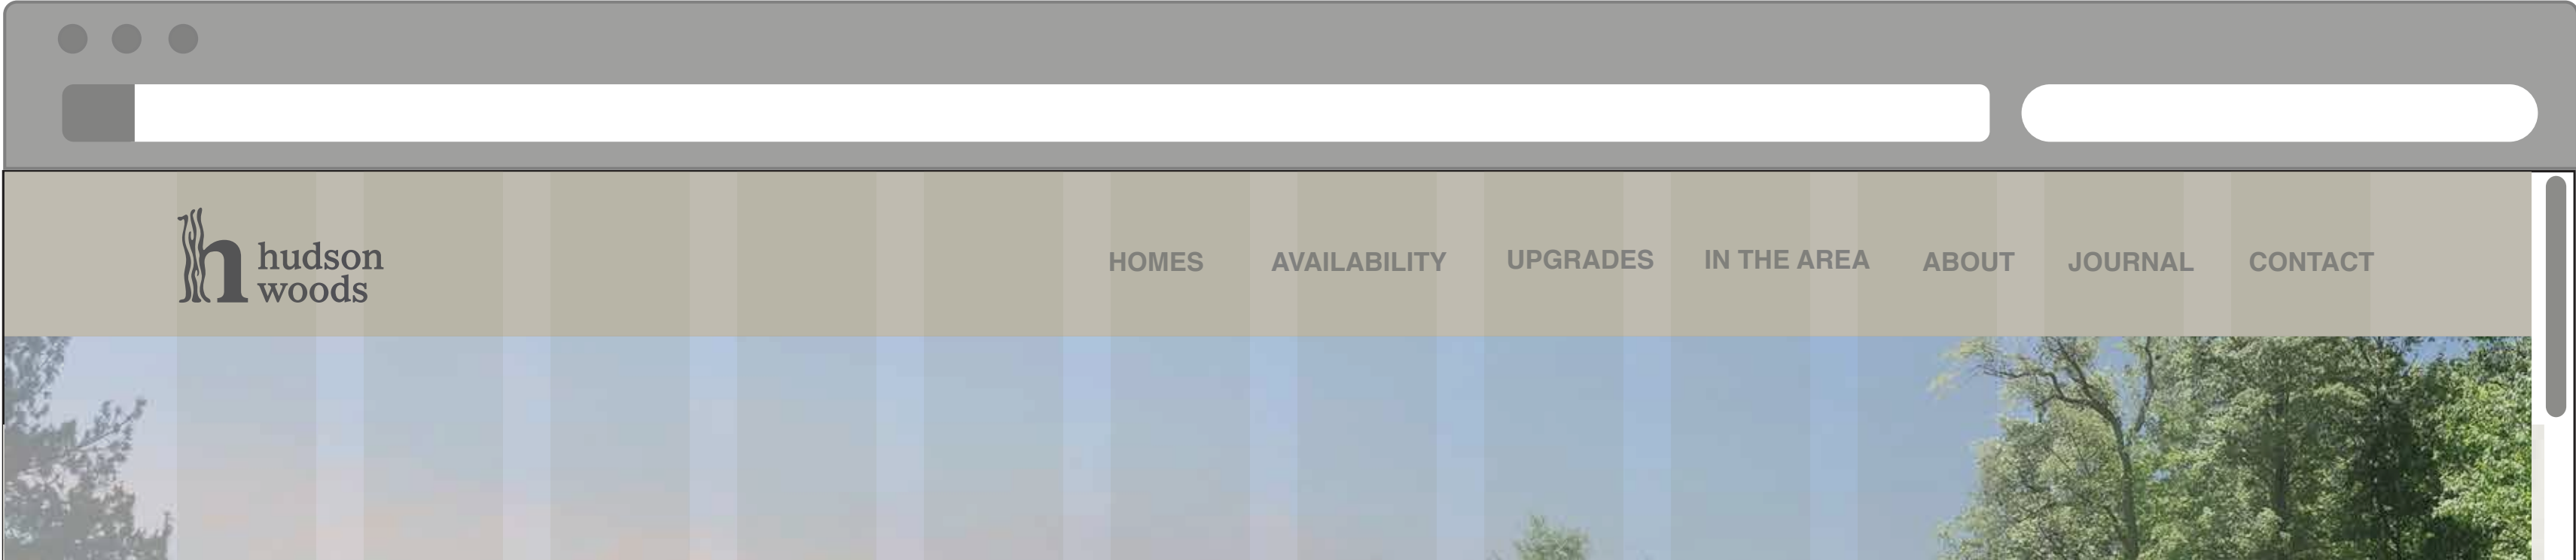 hudson
woods
HOMES AVAILABILITY UPGRADES IN THE AREA ABOUT JOURNAL CONTACT